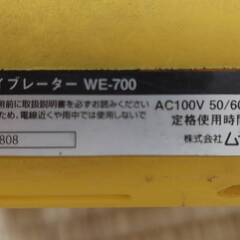 イブレーター WE-700
用前に取扱説明書を必ずお読みください
ため、電線近くや雨中では使用しないで
808
AC100V 50/60
定格使用時間
株式会社